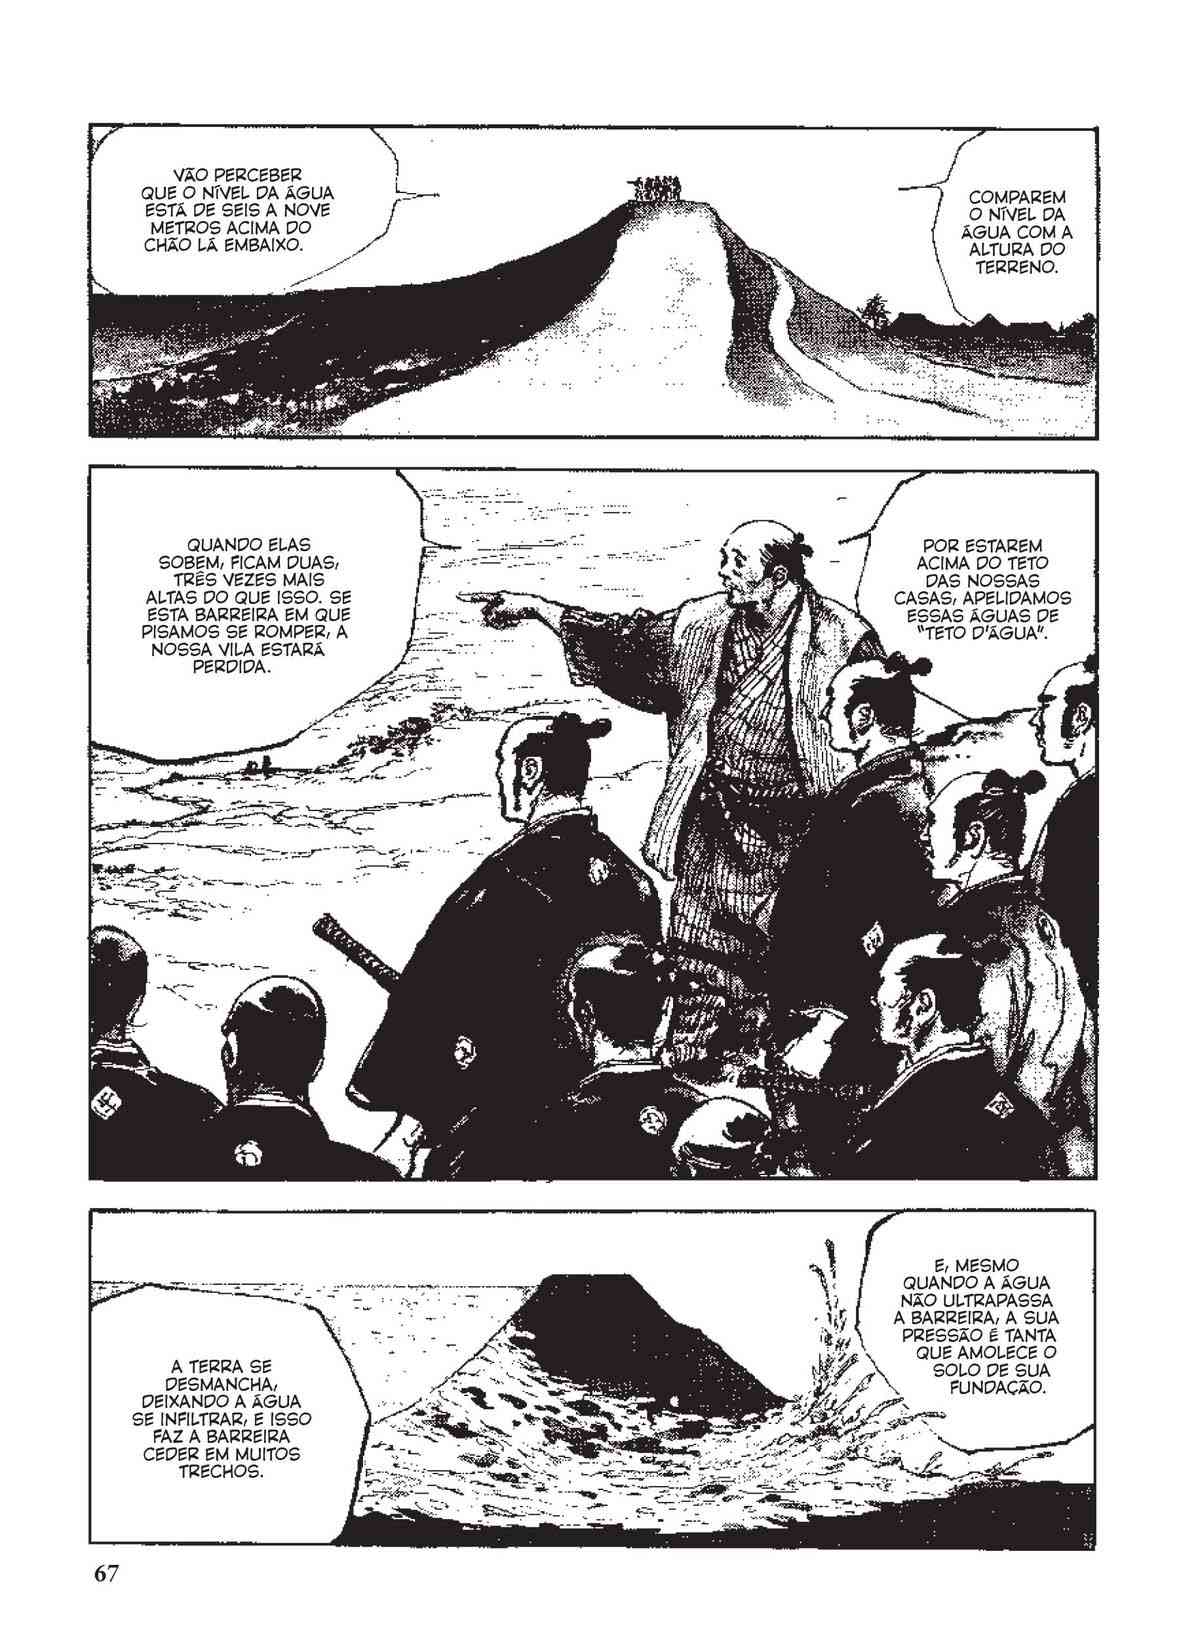 COMPAREM
O NÍVEL DA
ÁGUA COM A
ALTURA DO
TERRENO.
VÃO PERCEBER
QUE O NÍVEL DA ÁGUA
ESTÁ DE SEIS A NOVE
METROS ACIMA DO
CHÃO LÁ EMBAIXO.
POR ESTAREM
ACIMA DO TETO
DAS NOSSAS
CASAS, APELIDAMOS
ESSAS ÁGUAS DE
"TETO D'ÁGUA".
QUANDO ELAS
SOBEM, FICAM DUAS,
TRÊS VEZES MAIS
ALTAS DO QUE ISSO. SE
ESTA BARREIRA EM QUE
PISAMOS SE ROMPER, A
NOSSA VILA ESTARÁ
PERDIDA.
E, MESMO
QUANDO A ÁGUA
NÃO ULTRAPASSA
A BARREIRA, A SUA
PRESSÃO É TANTA
QUE AMOLECE O
SOLO DE SUA
FUNDAÇÃO.
A TERRA SE
DESMANCHA,
DEIXANDO A ÁGUA
SE INFILTRAR, E ISSO
FAZ A BARREIRA
CEDER EM MUITOS
TRECHOS.
67